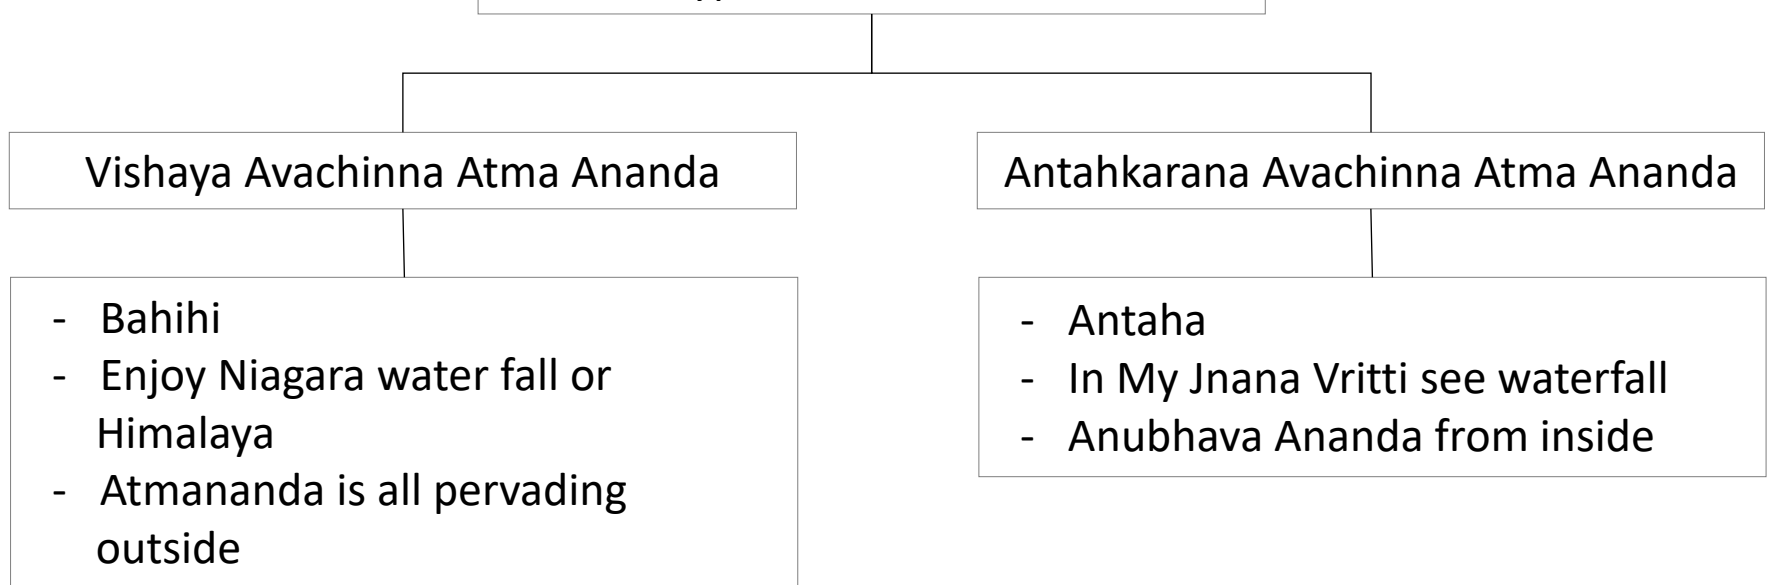 Vishaya Avachinna Atma Ananda
Antahkarana Avachinna Atma Ananda
- Bahihi
- Enjoy Niagara water fall or
Himalaya
- Atmananda is all pervading
outside
- Antaha
- In My Jnana Vritti see waterfall
- Anubhava Ananda from inside